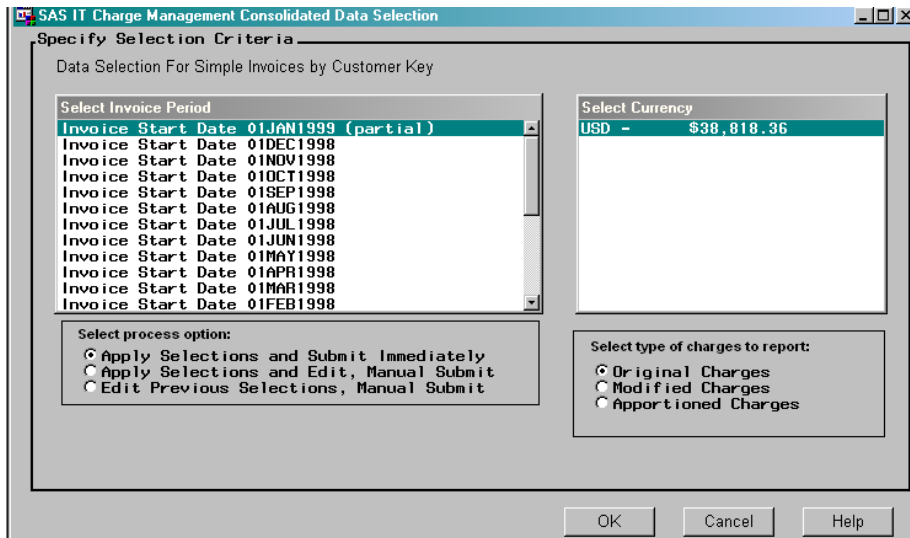 SAS IT Charge Management Consolidated Data Selection
Specify Selection Criteria
Data Selection For Simple Invoices by Customer Key
Select Invoice Period
Invoice Start Date 01JAN1999 (partial)
Invoice Start Date 01DEC1998
Invoice Start Date 01NOV1998
Invoice Start Date 01OCT1998
Invoice Start Date 01SEP1998
Invoice Start Date 01AUG1998
Invoice Start Date 01JUL1998
Invoice Start Date 01JUN1998
Invoice Start Date 01MAY1998
Invoice Start Date 01APR1998
Invoice Start Date 01MAR1998
Invoice Start Date 01FEB1998
Select Currency
USD - $38,818.36
Select process option:
Apply Selections and Submit Immediately
Apply Selections and Edit, Manual Submit
Edit Previous Selections, Manual Submit
Select type of charges to report:
Original Charges
Modified Charges
Apportioned Charges
OK Cancel Help